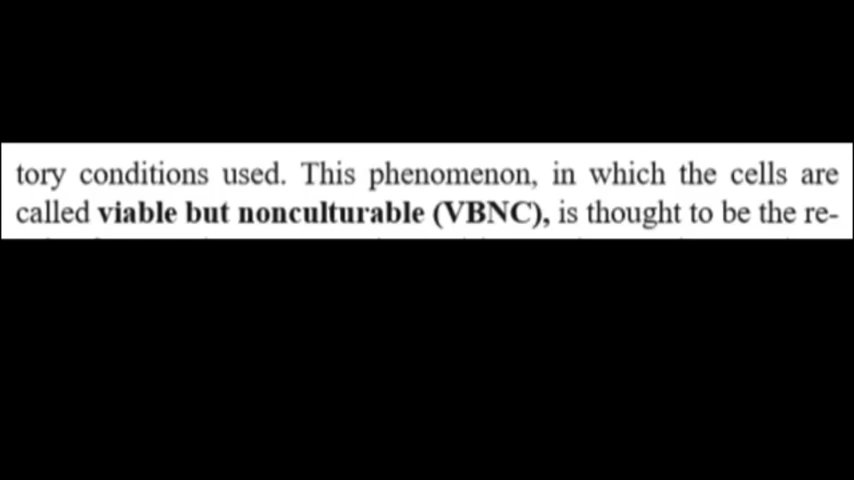 tory conditions used. This phenomenon, in which the cells are
called viable but nonculturable (VBNC), is thought to be the re-